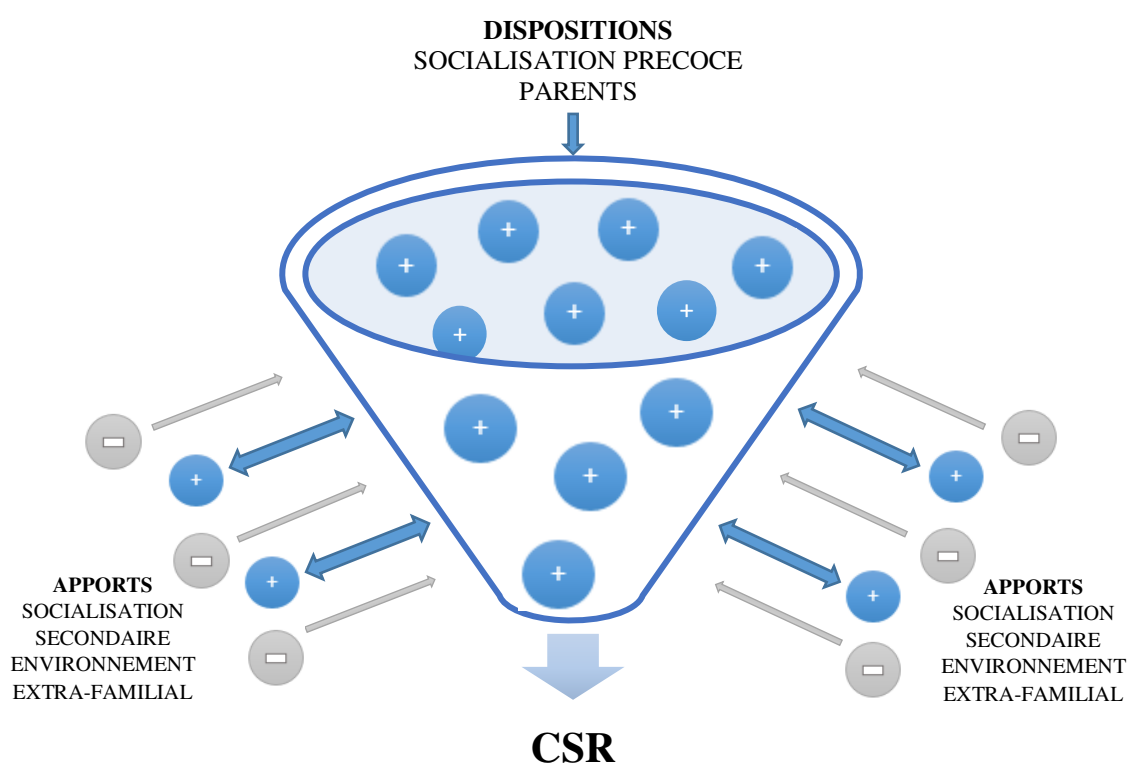 DISPOSITIONS
SOCIALISATION PRECOCE
PARENTS
+ + + +
+ + +
+ +
+
+
- + - + -
- + - + -
APPORTS
SOCIALISATION
SECONDAIRE
ENVIRONNEMENT
EXTRA-FAMILIAL
APPORTS
SOCIALISATION
SECONDAIRE
ENVIRONNEMENT
EXTRA-FAMILIAL
CSR